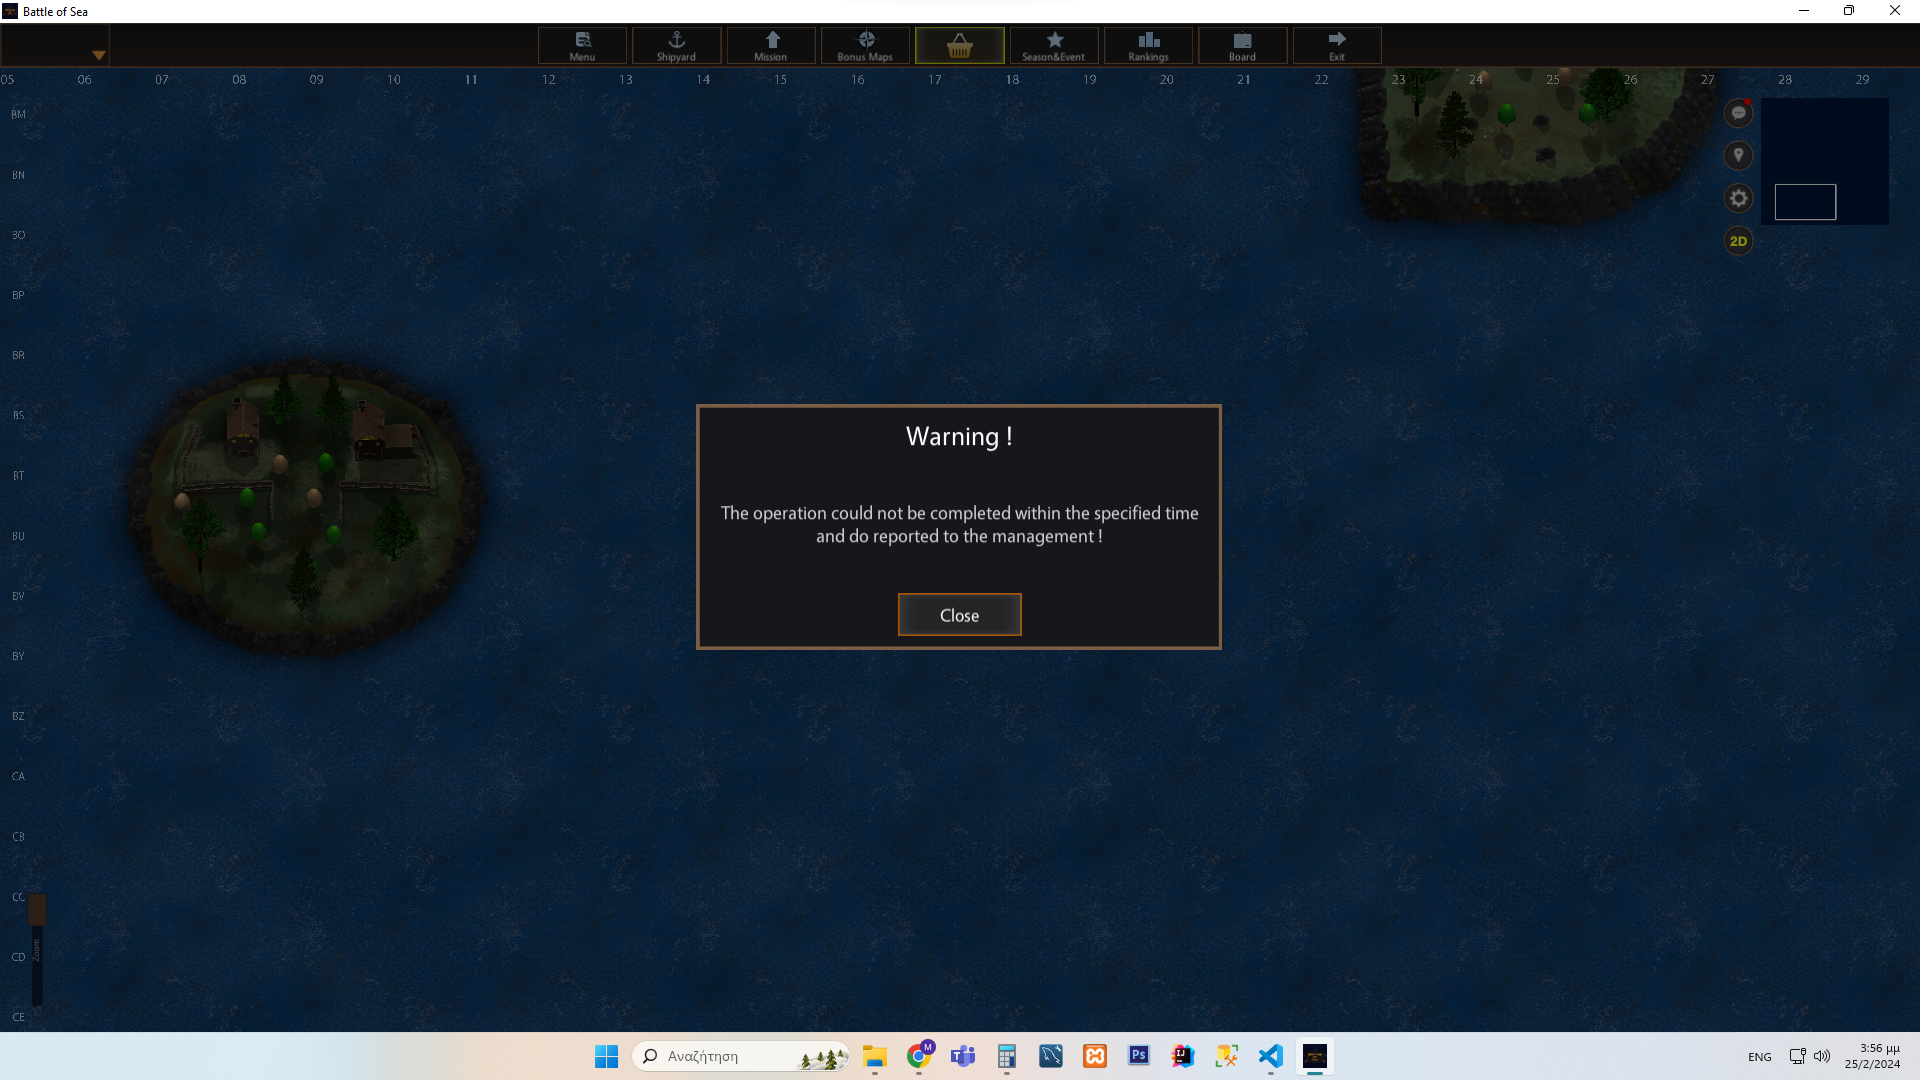 Battle of Sea
Menu
Shipyard
Mission
Bonus Maps
Season&Event
Rankings
Board
Exit
05 06 07 08 09 10 11 12 13 14 15 16 17 18 19 20 21 22 23 24 25 26 27 28 29
BM
BN
BO
BP
BR
BS
BT
BU
BV
BY
BZ
CA
CB
CC
CD
CE
2D
Warning !
The operation could not be completed within the specified time
and do reported to the management !
Close
Zoom
Αναζήτηση
M
Ps
IJ
ENG
3:56 μμ
25/2/2024